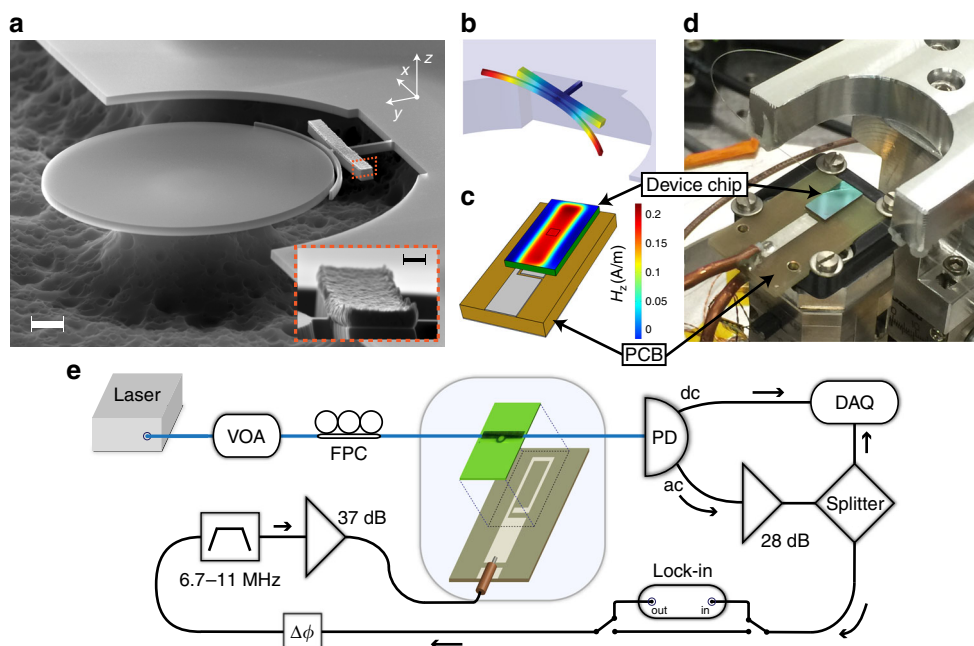 a
z
x
y
b
c
Device chip
0.2
0.15
0.1
0.05
0
Hz (A/m)
PCB
d
e
Laser
VOA
FPC
PD
dc
ac
DAQ
Splitter
28 dB
37 dB
6.7–11 MHz
Lock-in
out
in
Δϕ